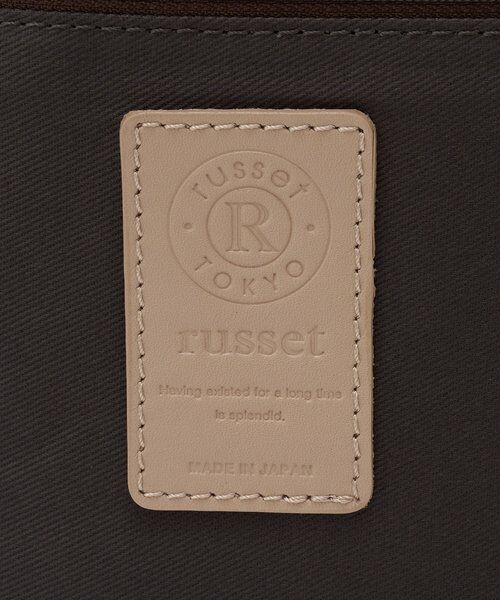 russet
R
TOKYO
russet
Having existed for a long time
is splendid.
MADE IN JAPAN